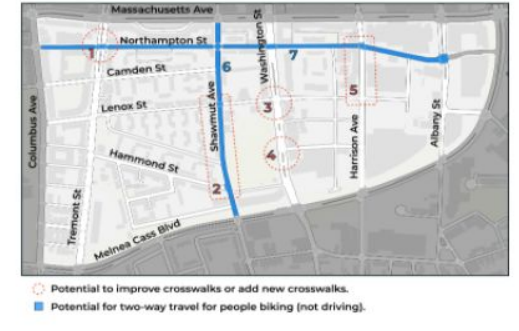 Massachusetts Ave
Washington St
Northampton St
1
7
6
Camden St
5
Lenox St
3
Columbus Ave
Shawmut Ave
Harrison Ave
Albany St
4
Hammond St
2
Tremont St
Melnea Cass Blvd
Potential to improve crosswalks or add new crosswalks.
Potential for two-way travel for people biking (not driving).